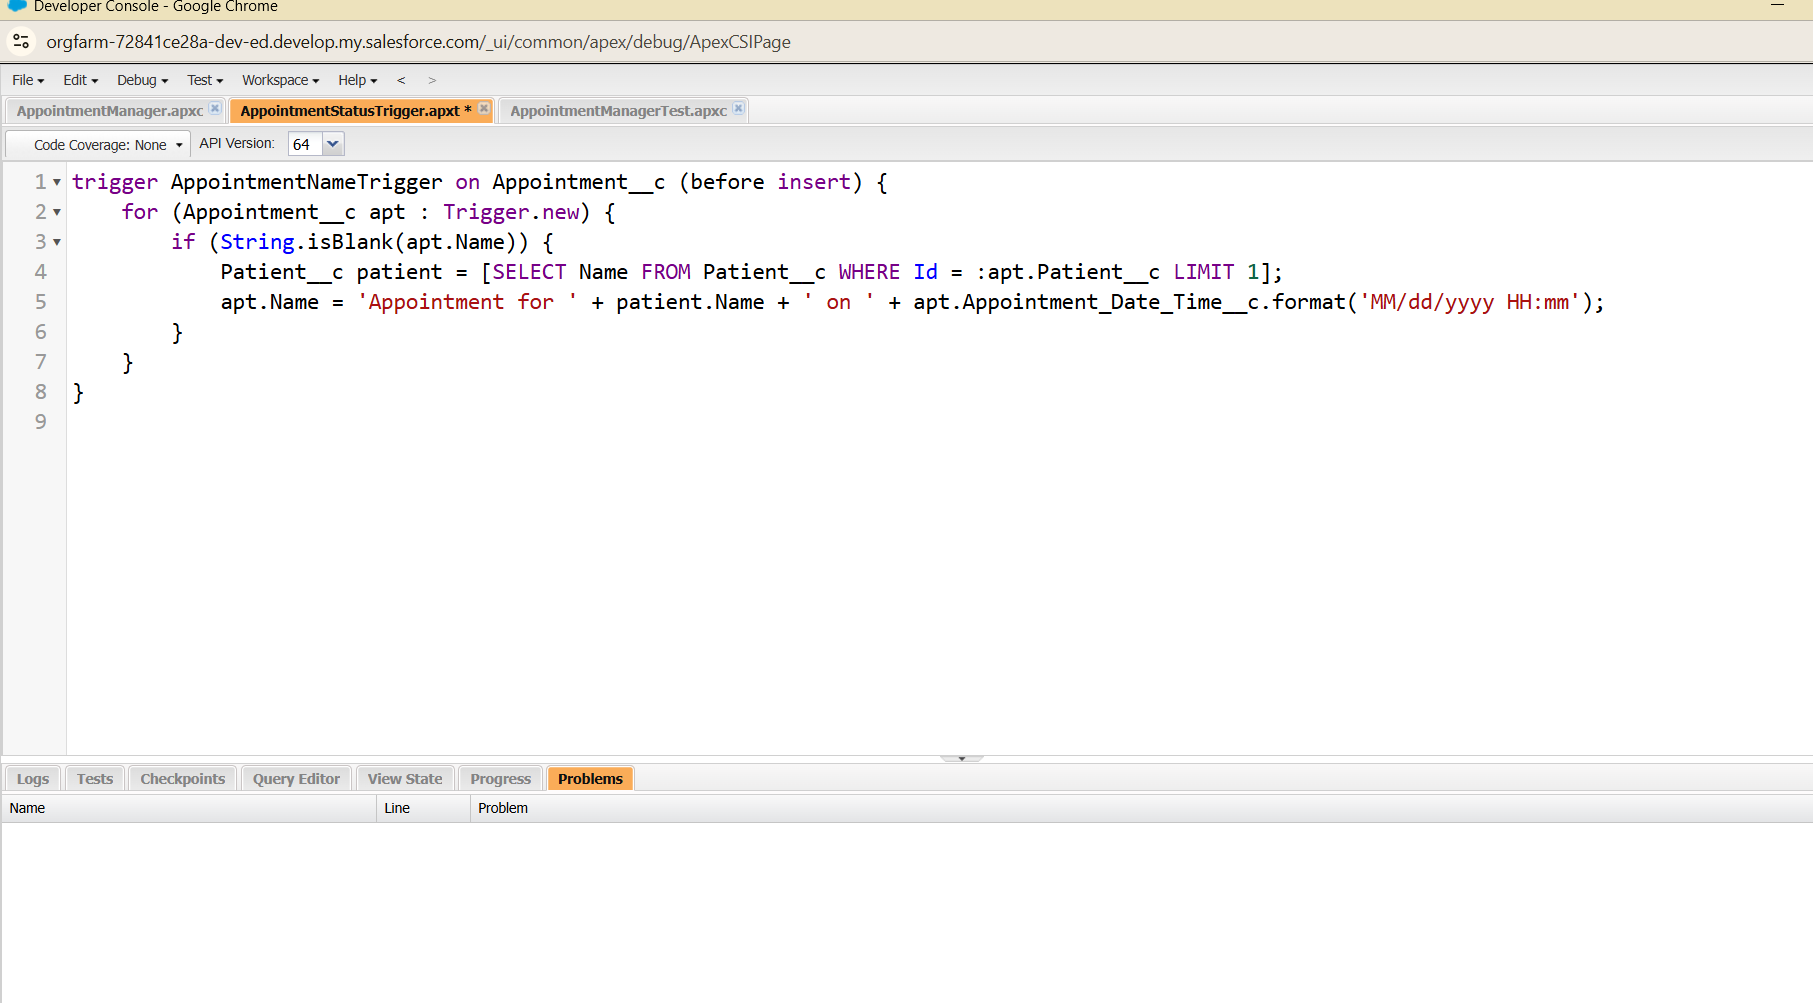 Developer Console - Google Chrome
orgfarm-72841ce28a-dev-ed.develop.my.salesforce.com/_ui/common/apex/debug/ApexCSIPage
File Edit Debug Test Workspace Help < >
AppointmentManager.apxc AppointmentStatusTrigger.apxt * AppointmentManagerTest.apxc
Code Coverage: None API Version: 64
1 trigger AppointmentNameTrigger on Appointment__c (before insert) {
2     for (Appointment__c apt : Trigger.new) {
3         if (String.isBlank(apt.Name)) {
4             Patient__c patient = [SELECT Name FROM Patient__c WHERE Id = :apt.Patient__c LIMIT 1];
5             apt.Name = 'Appointment for ' + patient.Name + ' on ' + apt.Appointment_Date_Time__c.format('MM/dd/yyyy HH:mm');
6         }
7     }
8 }
9
Logs Tests Checkpoints Query Editor View State Progress Problems
Name Line Problem